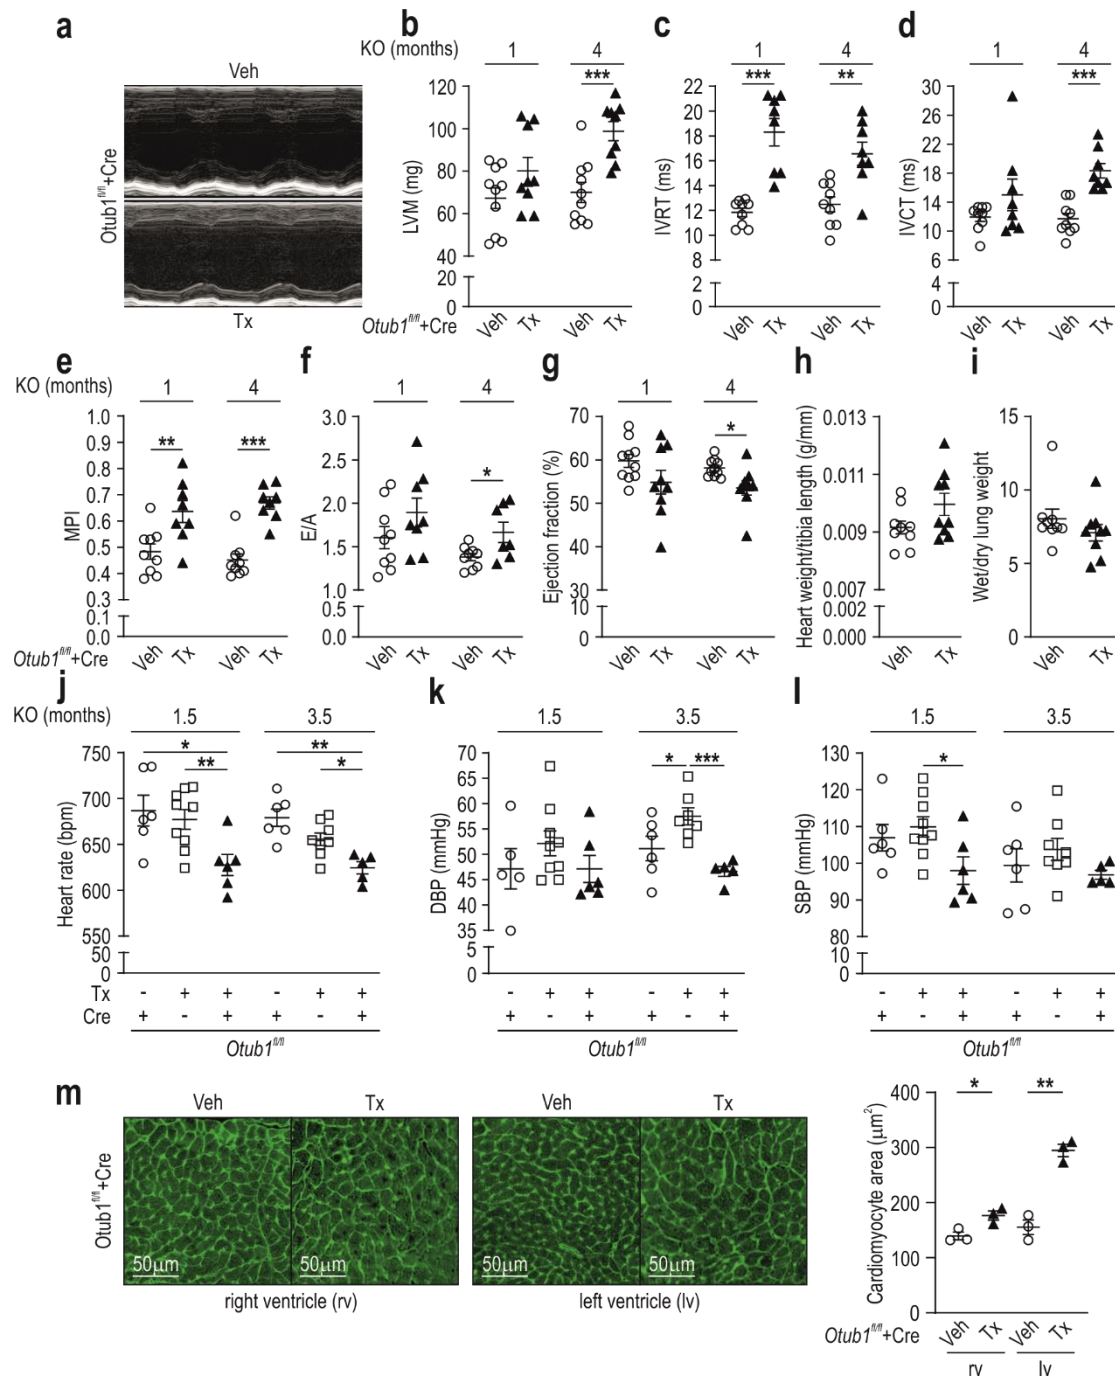 a
Veh
Otub1fl/fl+Cre
Tx
b
KO (months)
1
4
***
LVM (mg)
120
100
80
60
40
20
0
Otub1fl/fl+Cre
Veh
Tx
Veh
Tx
c
1
4
***
**
IVRT (ms)
22
20
18
16
14
12
10
8
2
0
Veh
Tx
Veh
Tx
d
1
4
***
IVCT (ms)
30
26
22
18
14
10
6
4
0
Veh
Tx
Veh
Tx
e
KO (months)
1
4
**
***
MPI
1.0
0.9
0.8
0.7
0.6
0.5
0.4
0.3
0.1
0.0
Otub1fl/fl+Cre
Veh
Tx
Veh
Tx
f
1
4
*
E/A
3.0
2.5
2.0
1.5
1.0
0.5
0.0
Veh
Tx
Veh
Tx
g
1
4
*
Ejection fraction (%)
70
60
50
40
30
10
0
Veh
Tx
Veh
Tx
h
Heart weight/tibia length (g/mm)
0.013
0.011
0.009
0.007
0.002
0.000
Veh
Tx
i
Wet/dry lung weight
15
10
5
0
Veh
Tx
j
KO (months)
1.5
3.5
*
**
**
*
Heart rate (bpm)
750
700
650
600
550
50
0
Tx
- + + - + +
Cre
+ - + + - +
Otub1fl/fl
k
1.5
3.5
*
***
DBP (mmHg)
70
65
60
55
50
45
40
35
5
0
- + + - + +
+ - + + - +
Otub1fl/fl
l
1.5
3.5
*
SBP (mmHg)
130
120
110
100
90
80
10
0
- + + - + +
+ - + + - +
Otub1fl/fl
m
Veh
Tx
Veh
Tx
Otub1fl/fl+Cre
50μm
50μm
50μm
50μm
right ventricle (rv)
left ventricle (lv)
*
**
Cardiomyocyte area (μm²)
400
300
200
100
0
Otub1fl/fl+Cre
Veh
Tx
Veh
Tx
rv
lv